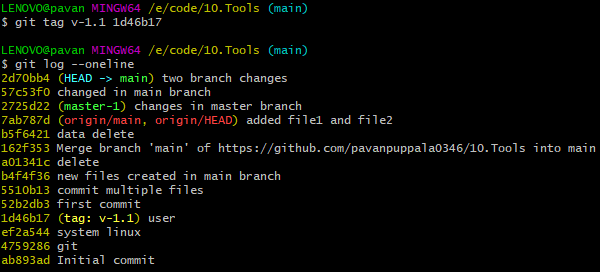 LENOVO@pavan MINGW64 /e/code/10.Tools (main)
$ git tag v-1.1 1d46b17
LENOVO@pavan MINGW64 /e/code/10.Tools (main)
$ git log --oneline
2d70bb4 (HEAD -> main) two branch changes
57c53f0 changed in main branch
2725d22 (master-1) changes in master branch
7ab787d (origin/main, origin/HEAD) added file1 and file2
b5f6421 data delete
162f353 Merge branch 'main' of https://github.com/pavanpuppala0346/10.Tools into main
a01341c delete
b4f4f36 new files created in main branch
5510b13 commit multiple files
52b2db3 first commit
1d46b17 (tag: v-1.1) user
ef2a544 system linux
4759286 git
ab893ad Initial commit